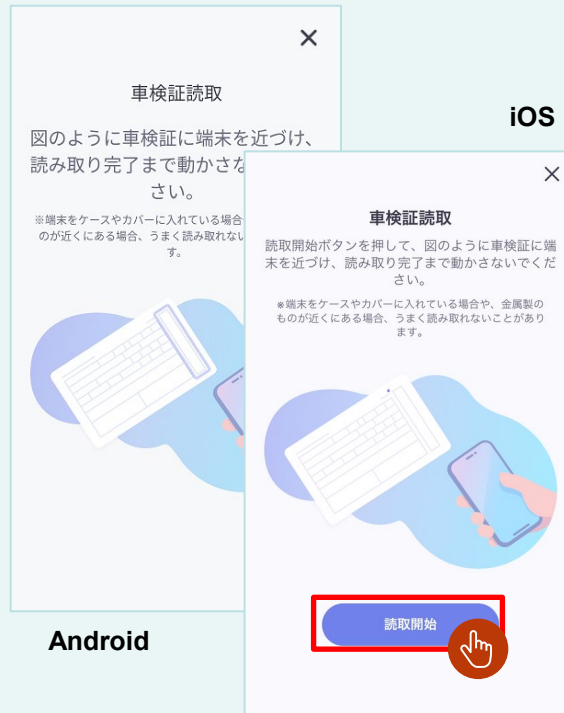 車検証読取
図のように車検証に端末を近づけ、
読み取り完了まで動かさな
さい。
※端末をケースやカバーに入れている場合
のが近くにある場合、うまく読み取れない
す。
Android
iOS
車検証読取
読取開始ボタンを押して、図のように車検証に端
末を近づけ、読み取り完了まで動かさないでくだ
さい。
※端末をケースやカバーに入れている場合や、金属製の
ものが近くにある場合、うまく読み取れないことがあり
ます。
読取開始